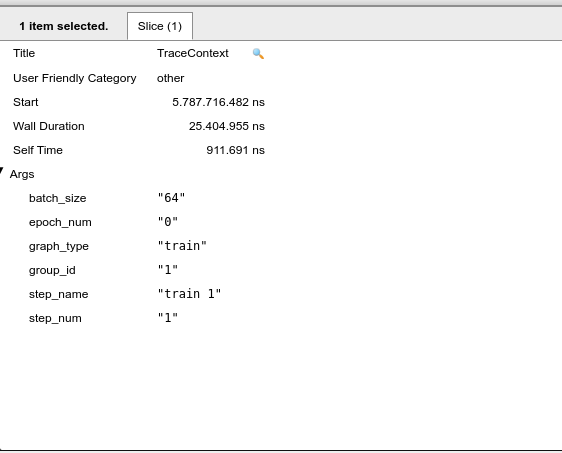 1 item selected. Slice (1)
Title TraceContext
User Friendly Category other
Start 5.787.716.482 ns
Wall Duration 25.404.955 ns
Self Time 911.691 ns
Args
batch_size "64"
epoch_num "0"
graph_type "train"
group_id "1"
step_name "train 1"
step_num "1"